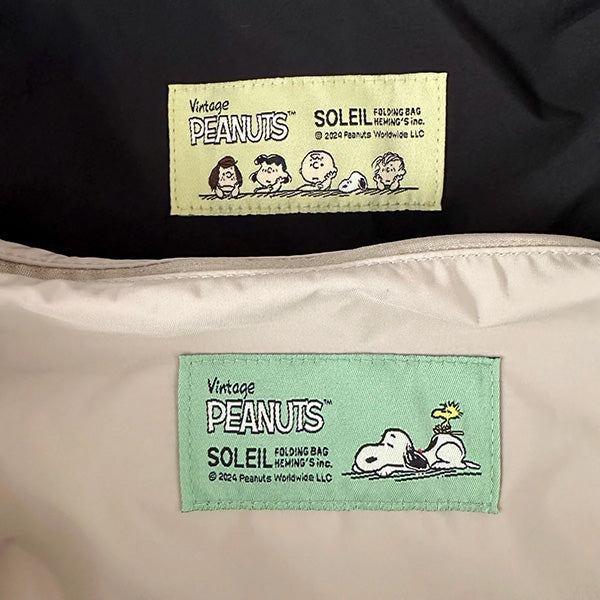 Vintage
PEANUTS™
SOLEIL FOLDING BAG
HEMING'S inc.
© 2024 Peanuts Worldwide LLC
Vintage
PEANUTS™
SOLEIL FOLDING BAG
HEMING'S inc.
© 2024 Peanuts Worldwide LLC